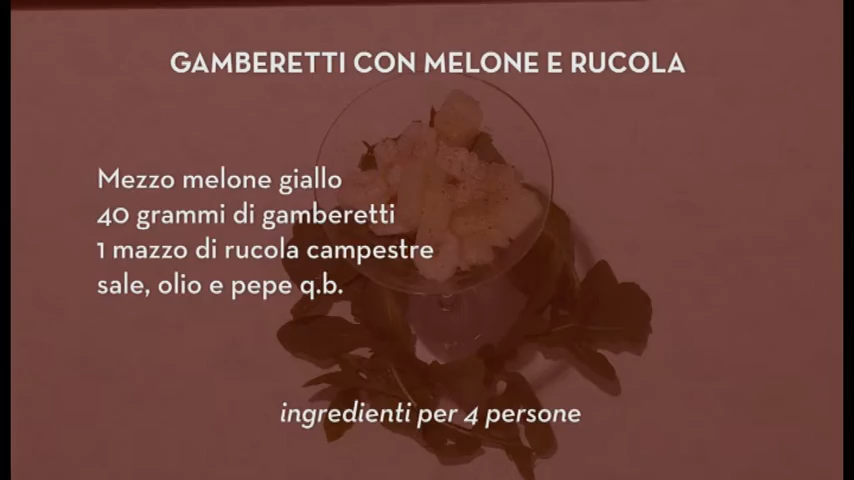 GAMBERETTI CON MELONE E RUCOLA
Mezzo melone giallo
40 grammi di gamberetti
1 mazzo di rucola campestre
sale, olio e pepe q.b.
ingredienti per 4 persone